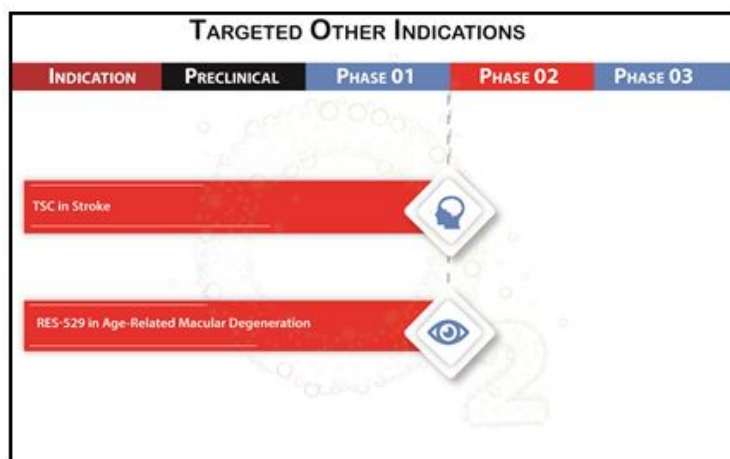 TARGETED OTHER INDICATIONS
INDICATION PRECLINICAL PHASE 01 PHASE 02 PHASE 03
TSC in Stroke
RES-529 in Age-Related Macular Degeneration
2